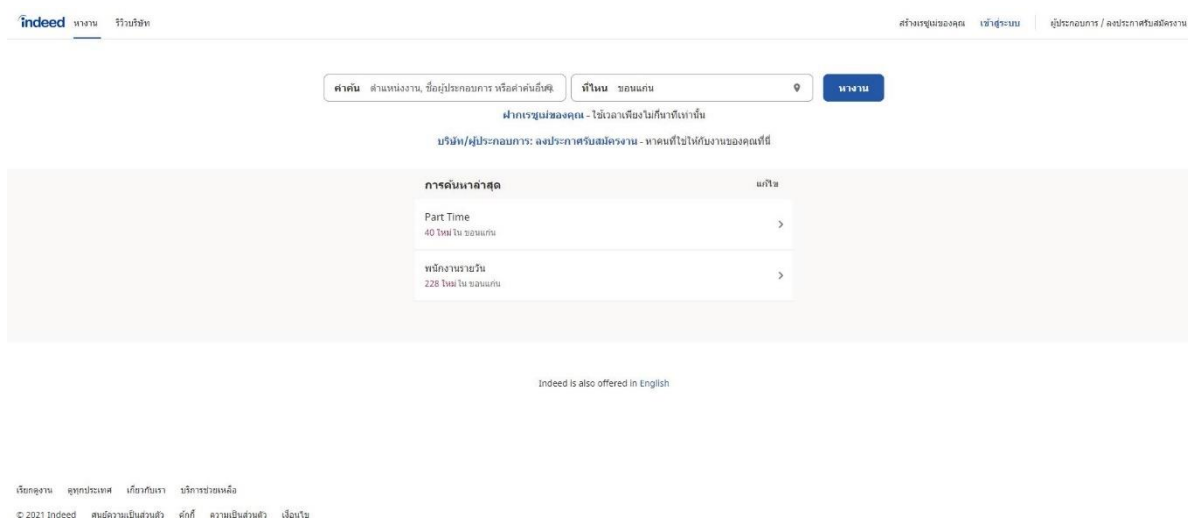 indeed หางาน รีวิวบริษัท สร้างเรซูเม่ของคุณ เข้าสู่ระบบ ผู้ประกอบการ / ลงประกาศรับสมัครงาน
คำค้น ตำแหน่งงาน, ชื่อผู้ประกอบการ หรือคำค้นอื่นๆ ที่ไหน ขอนแก่น หางาน
ฝากเรซูเม่ของคุณ - ใช้เวลาเพียงไม่กี่นาทีเท่านั้น
บริษัท/ผู้ประกอบการ: ลงประกาศรับสมัครงาน - หาคนที่ใช่ให้กับงานของคุณที่นี่
การค้นหาล่าสุด แก้ไข
Part Time
40 ใหม่ ใน ขอนแก่น
พนักงานรายวัน
228 ใหม่ ใน ขอนแก่น
Indeed is also offered in English
เรียกดูงาน ดูทุกประเทศ เกี่ยวกับเรา บริการช่วยเหลือ
© 2021 Indeed ศูนย์ความเป็นส่วนตัว คุ้กกี้ ความเป็นส่วนตัว เงื่อนไข